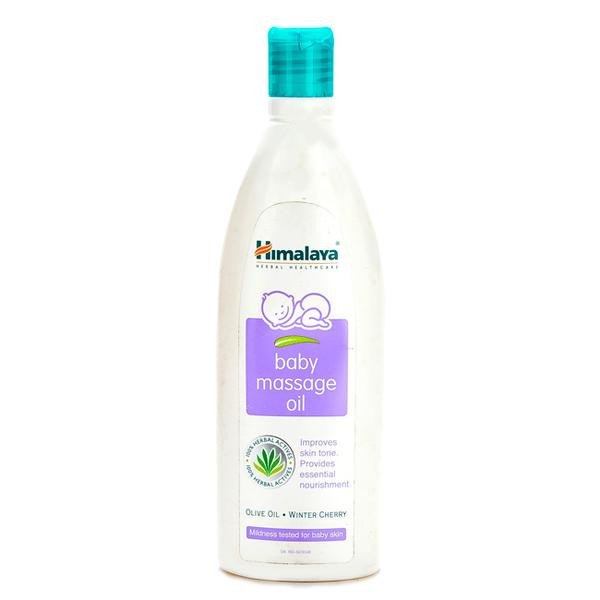 Himalaya®
HERBAL HEALTHCARE
baby
massage
oil
100% HERBAL ACTIVES
100% HERBAL ACTIVES
Improves
skin tone.
Provides
essential
nourishment
OLIVE OIL • WINTER CHERRY
Mildness tested for baby skin